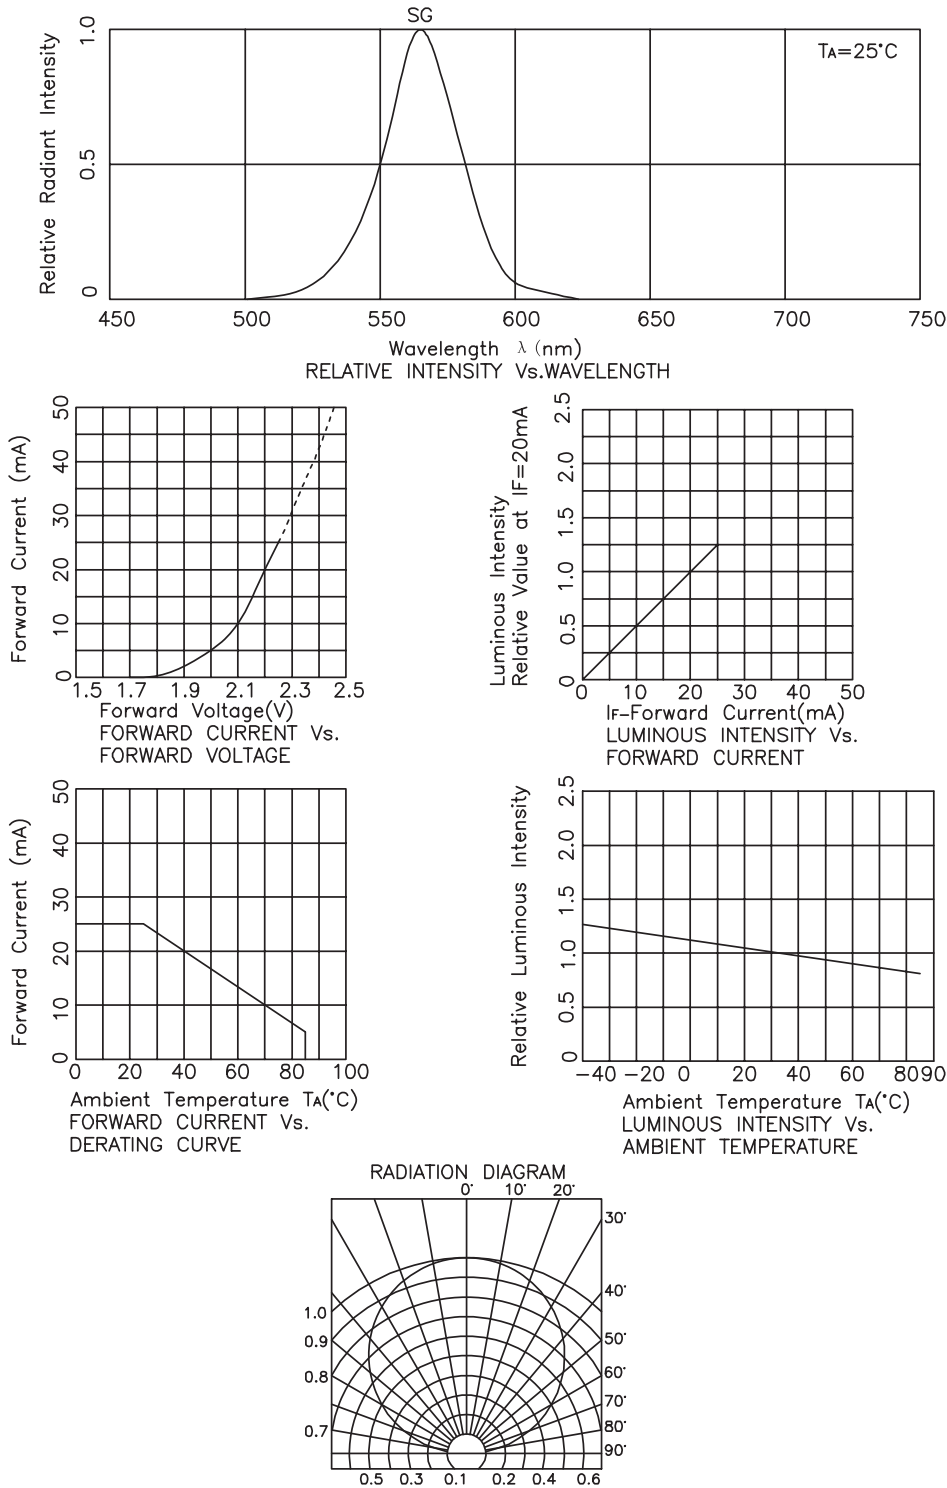 SG
TA=25°C
Relative Radiant Intensity
1.0
0.5
0
450 500 550 600 650 700 750
Wavelength λ (nm)
RELATIVE INTENSITY Vs.WAVELENGTH
Forward Current (mA)
50
40
30
20
10
0
1.5 1.7 1.9 2.1 2.3 2.5
Forward Voltage(V)
FORWARD CURRENT Vs.
FORWARD VOLTAGE
Luminous Intensity
Relative Value at IF=20mA
2.5
2.0
1.5
1.0
0.5
0
0 10 20 30 40 50
IF-Forward Current(mA)
LUMINOUS INTENSITY Vs.
FORWARD CURRENT
Forward Current (mA)
50
40
30
20
10
0
0 20 40 60 80 100
Ambient Temperature TA(°C)
FORWARD CURRENT Vs.
DERATING CURVE
Relative Luminous Intensity
2.5
2.0
1.5
1.0
0.5
0
-40 -20 0 20 40 60 80 90
Ambient Temperature TA(°C)
LUMINOUS INTENSITY Vs.
AMBIENT TEMPERATURE
RADIATION DIAGRAM
0° 10° 20°
30°
40°
50°
60°
70°
80°
90°
1.0
0.9
0.8
0.7
0.5 0.3 0.1 0.2 0.4 0.6